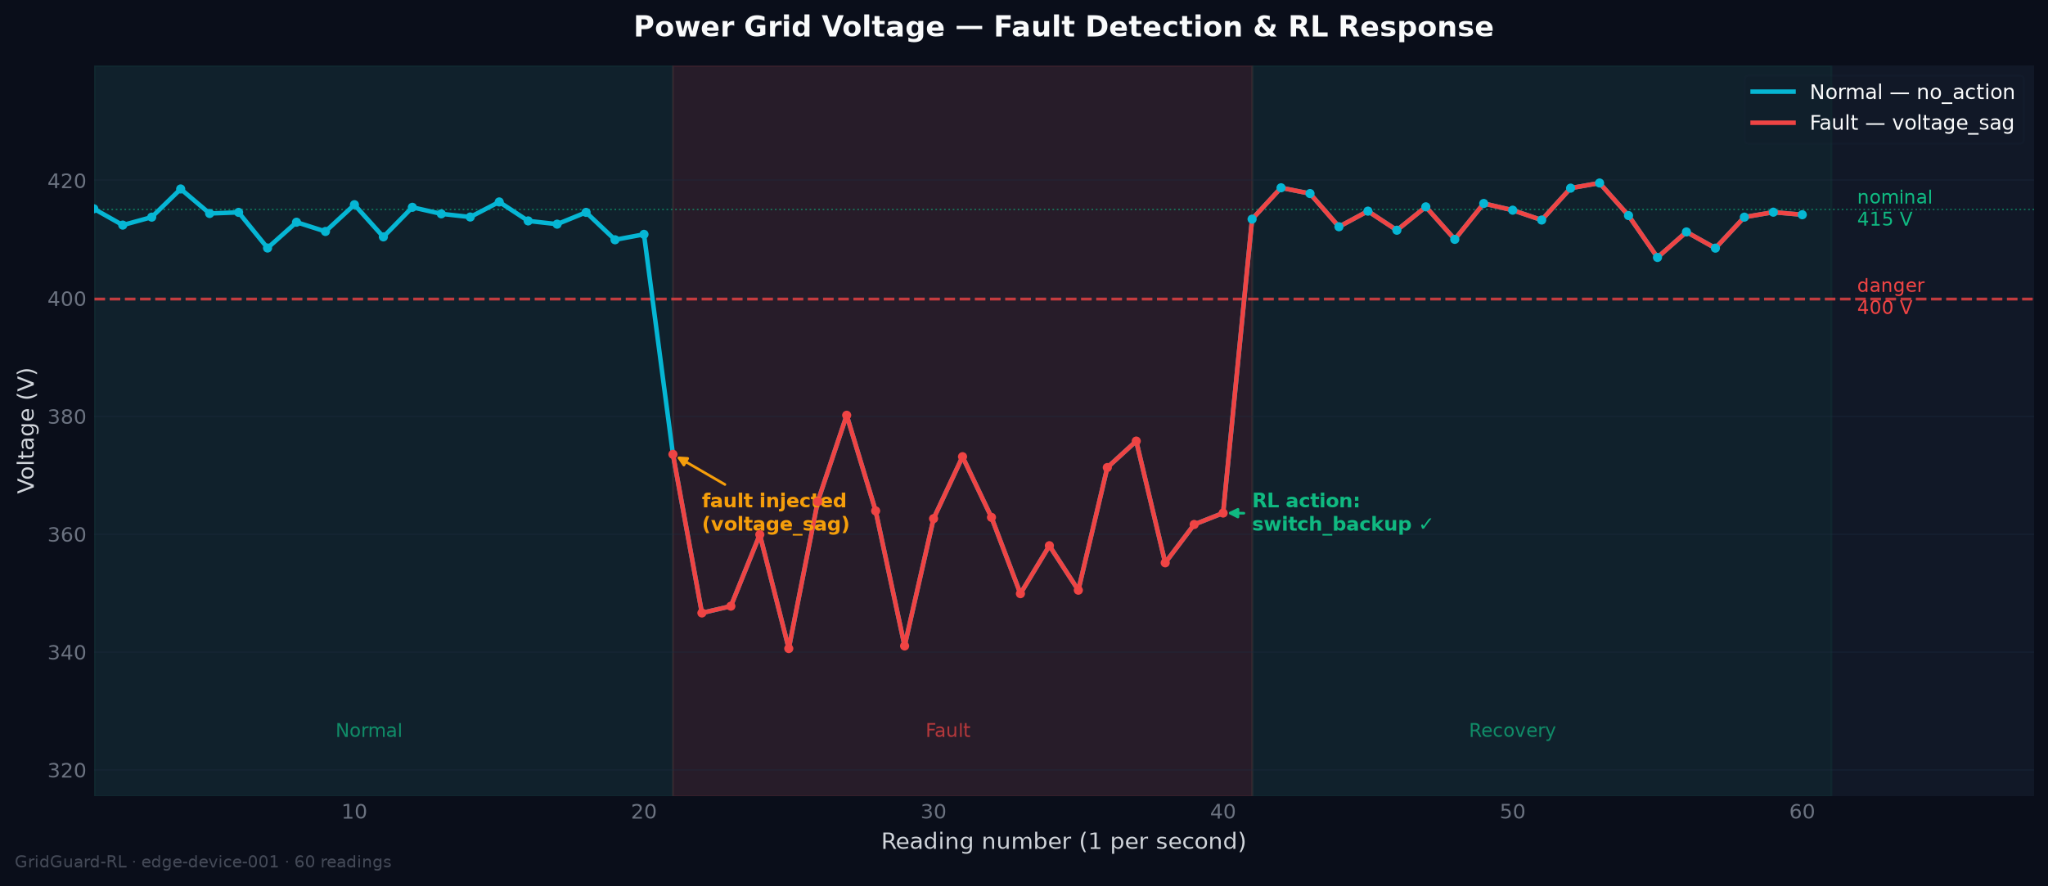 Power Grid Voltage — Fault Detection & RL Response
Normal — no_action
Fault — voltage_sag
420
400
380
360
340
320
Voltage (V)
nominal
415 V
danger
400 V
fault injected
(voltage_sag)
RL action:
switch_backup ✓
Normal
Fault
Recovery
10
20
30
40
50
60
Reading number (1 per second)
GridGuard-RL · edge-device-001 · 60 readings